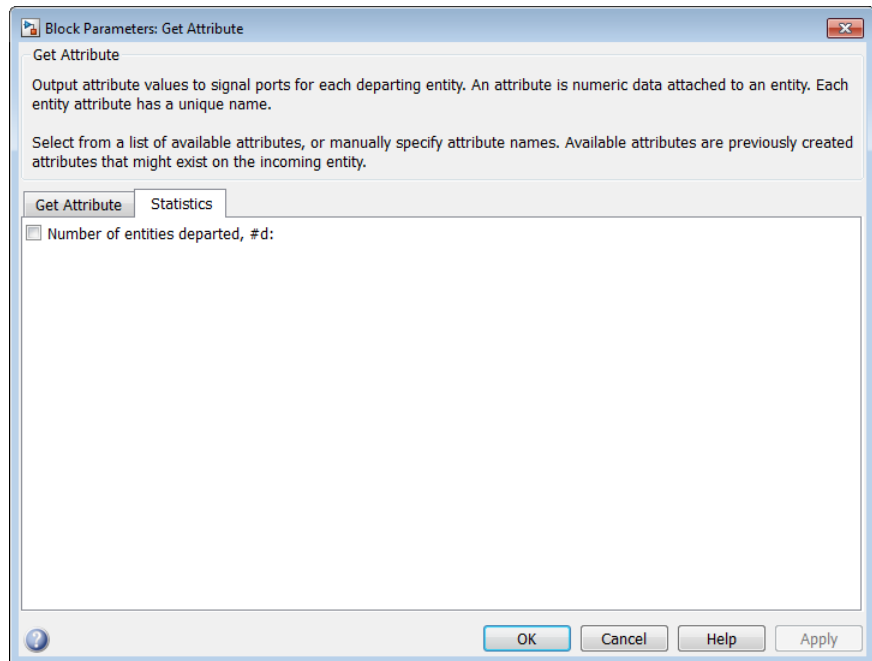 Block Parameters: Get Attribute
Get Attribute
Output attribute values to signal ports for each departing entity. An attribute is numeric data attached to an entity. Each
entity attribute has a unique name.
Select from a list of available attributes, or manually specify attribute names. Available attributes are previously created
attributes that might exist on the incoming entity.
Get Attribute Statistics
Number of entities departed, #d:
? OK Cancel Help Apply